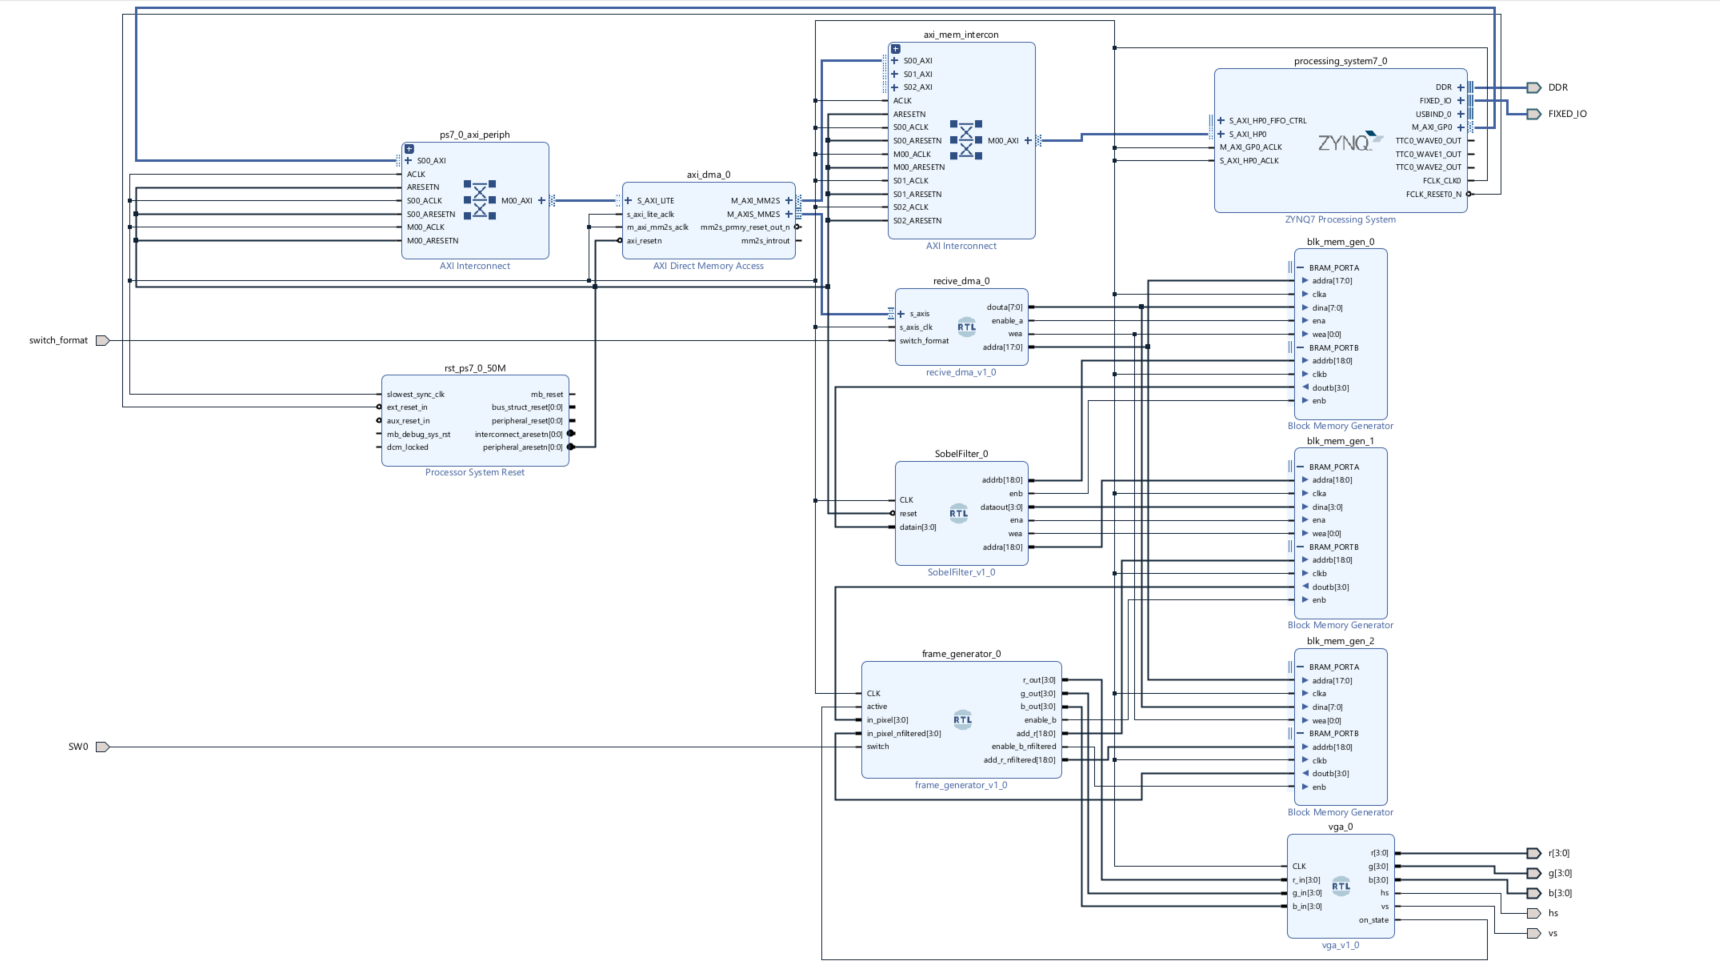 axi_mem_intercon
S00_AXI
S01_AXI
S02_AXI
ACLK
ARESETN
S00_ACLK
S00_ARESETN
M00_ACLK
M00_ARESETN
S01_ACLK
S01_ARESETN
S02_ACLK
S02_ARESETN
M00_AXI
AXI Interconnect
processing_system7_0
S_AXI_HP0_FIFO_CTRL
S_AXI_HP0
M_AXI_GP0_ACLK
S_AXI_HP0_ACLK
ZYNQ
DDR
FIXED_IO
USBIND_0
M_AXI_GP0
TTC0_WAVE0_OUT
TTC0_WAVE1_OUT
TTC0_WAVE2_OUT
FCLK_CLK0
FCLK_RESET0_N
ZYNQ7 Processing System
DDR
FIXED_IO
ps7_0_axi_periph
S00_AXI
ACLK
ARESETN
S00_ACLK
S00_ARESETN
M00_ACLK
M00_ARESETN
M00_AXI
AXI Interconnect
axi_dma_0
S_AXI_LITE
s_axi_lite_aclk
m_axi_mm2s_aclk
axi_resetn
M_AXI_MM2S
M_AXIS_MM2S
mm2s_prmry_reset_out_n
mm2s_introut
AXI Direct Memory Access
recive_dma_0
s_axis
s_axis_clk
switch_format
RTL
douta[7:0]
enable_a
wea
addra[17:0]
recive_dma_v1_0
blk_mem_gen_0
BRAM_PORTA
addra[17:0]
clka
dina[7:0]
ena
wea[0:0]
BRAM_PORTB
addrb[18:0]
clkb
doutb[3:0]
enb
Block Memory Generator
switch_format
rst_ps7_0_50M
slowest_sync_clk
ext_reset_in
aux_reset_in
mb_debug_sys_rst
dcm_locked
mb_reset
bus_struct_reset[0:0]
peripheral_reset[0:0]
interconnect_aresetn[0:0]
peripheral_aresetn[0:0]
Processor System Reset
SobelFilter_0
CLK
reset
datain[3:0]
RTL
addrb[18:0]
enb
dataout[3:0]
ena
wea
addra[18:0]
SobelFilter_v1_0
blk_mem_gen_1
BRAM_PORTA
addra[18:0]
clka
dina[3:0]
ena
wea[0:0]
BRAM_PORTB
addrb[18:0]
clkb
doutb[3:0]
enb
Block Memory Generator
frame_generator_0
CLK
active
in_pixel[3:0]
in_pixel_nfiltered[3:0]
switch
RTL
r_out[3:0]
g_out[3:0]
b_out[3:0]
enable_b
add_r[18:0]
enable_b_nfiltered
add_r_nfiltered[18:0]
frame_generator_v1_0
SW0
blk_mem_gen_2
BRAM_PORTA
addra[17:0]
clka
dina[7:0]
wea[0:0]
BRAM_PORTB
addrb[18:0]
clkb
doutb[3:0]
enb
Block Memory Generator
vga_0
CLK
r_in[3:0]
g_in[3:0]
b_in[3:0]
RTL
r[3:0]
g[3:0]
b[3:0]
hs
vs
on_state
vga_v1_0
r[3:0]
g[3:0]
b[3:0]
hs
vs